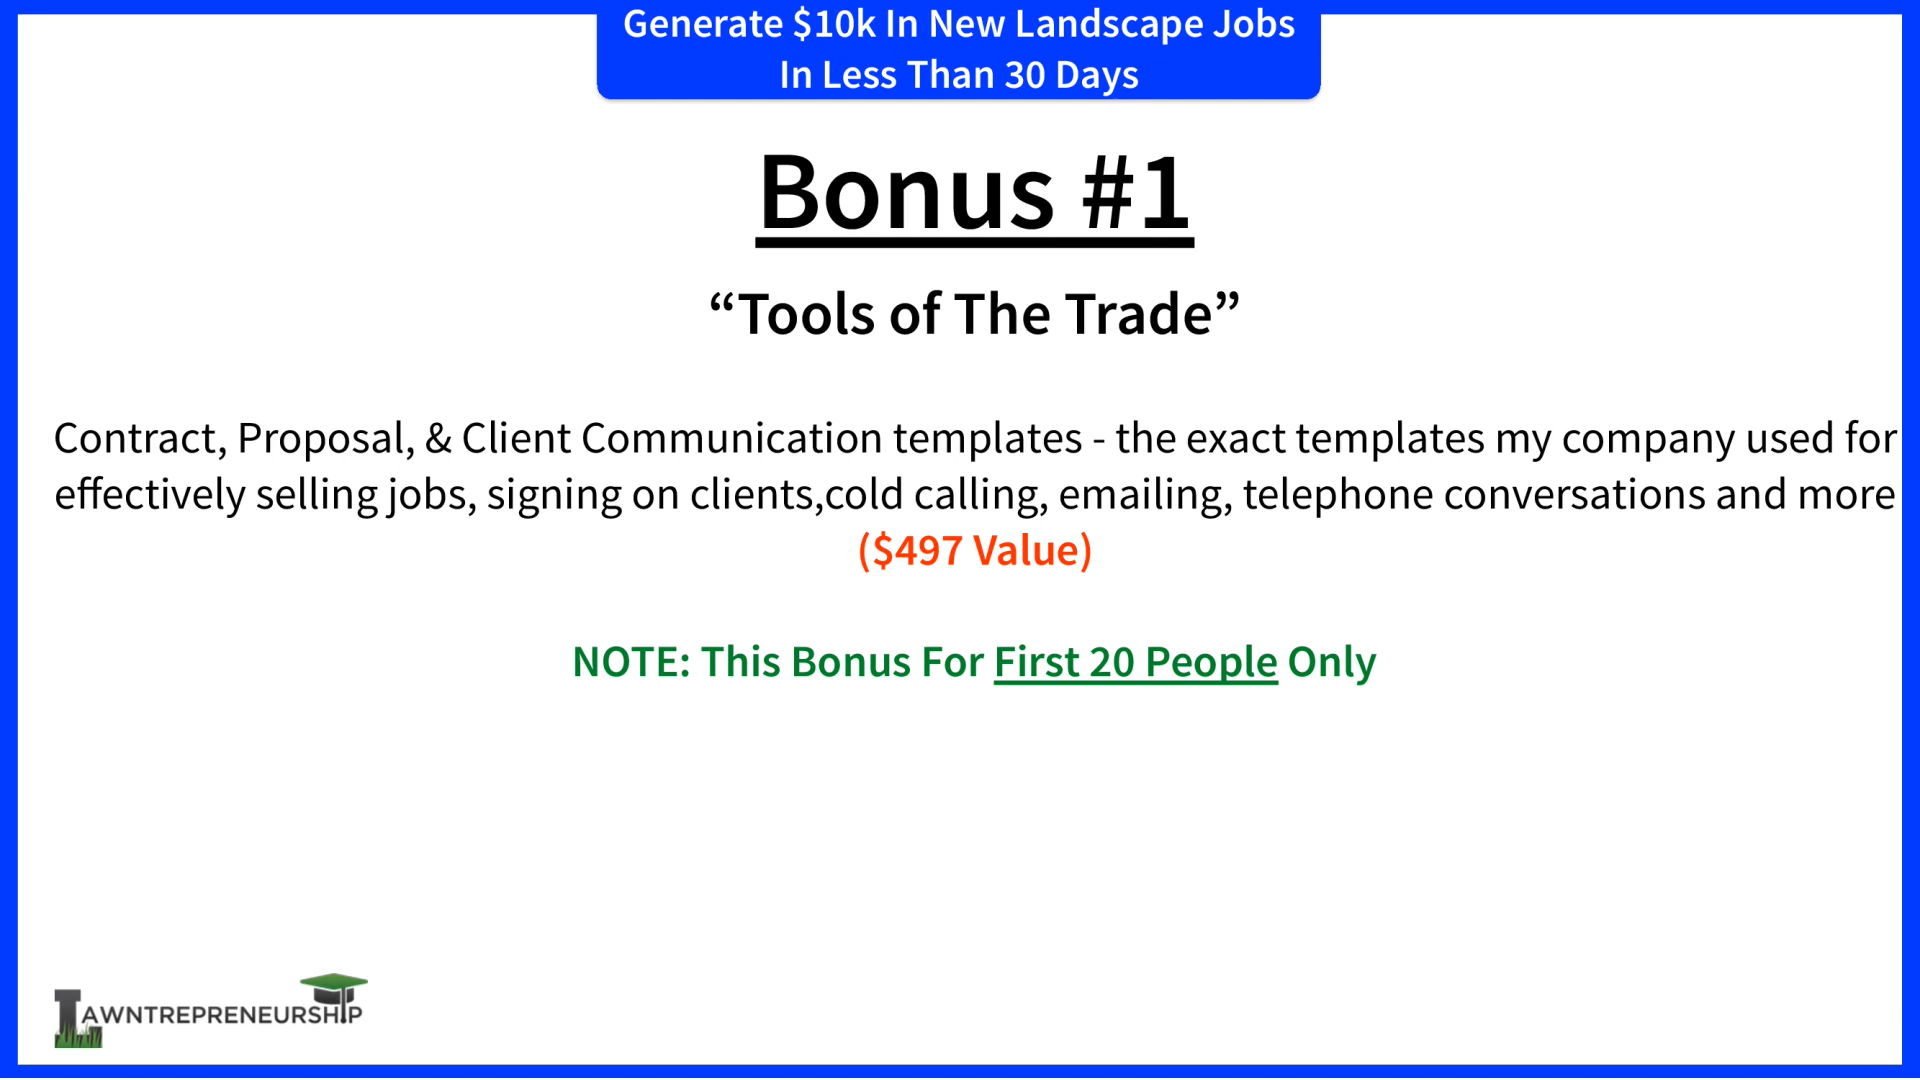 Generate $10k In New Landscape Jobs
In Less Than 30 Days
Bonus #1
“Tools of The Trade”
Contract, Proposal, & Client Communication templates - the exact templates my company used for
effectively selling jobs, signing on clients,cold calling, emailing, telephone conversations and more
($497 Value)
NOTE: This Bonus For First 20 People Only
LAWNTREPRENEURSHIP